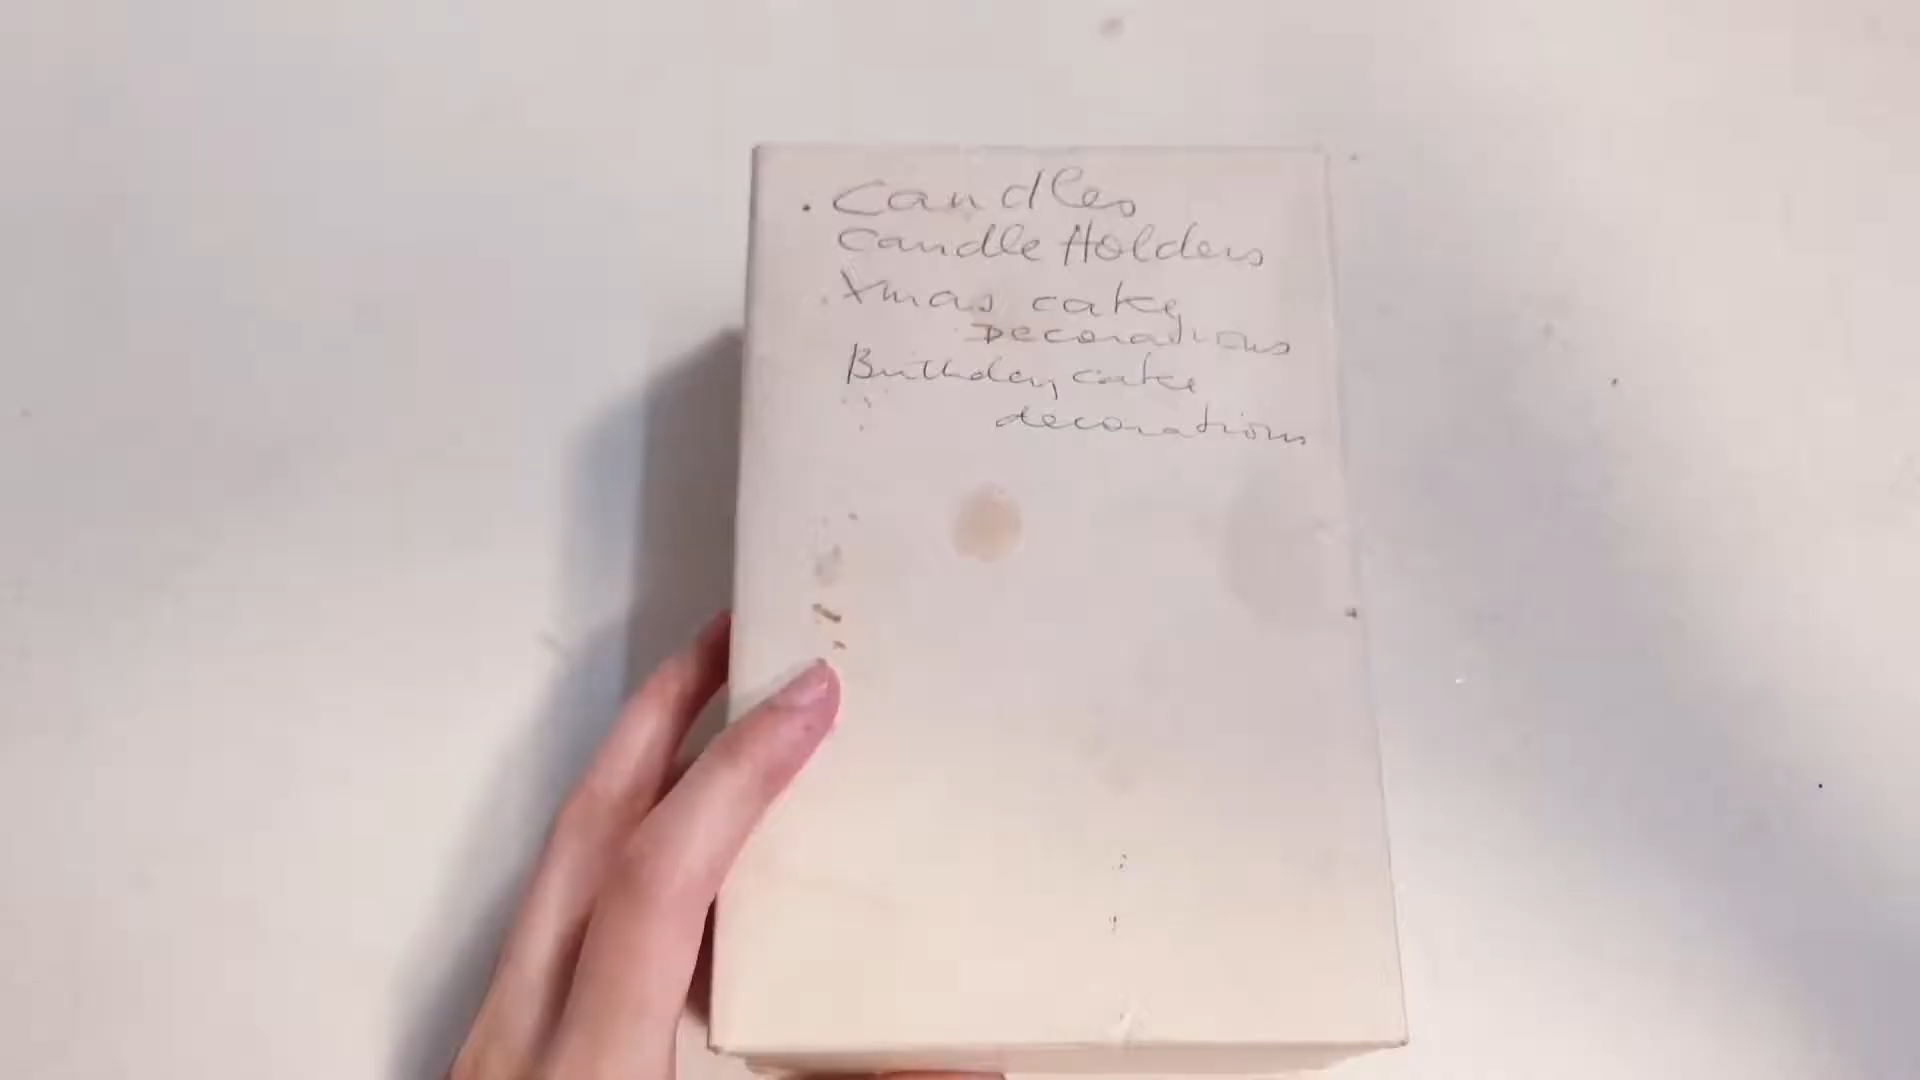 . Candles
Candle Holders
. Xmas cake
Decorations
Birthday cake
decorations